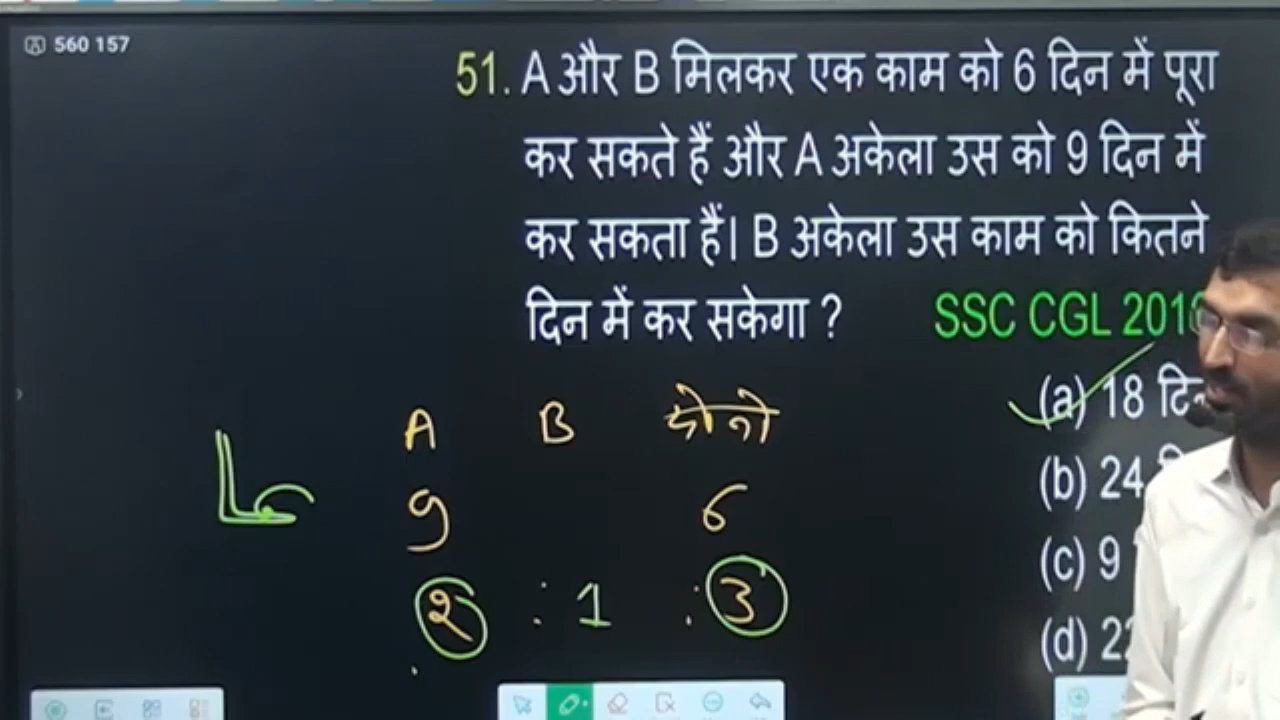 560 157
51. A और B मिलकर एक काम को 6 दिन में पूरा
कर सकते हैं और A अकेला उस को 9 दिन में
कर सकता हैं। B अकेला उस काम को कितने
दिन में कर सकेगा ?
SSC CGL
(a) 18
(b) 24
(c) 9
(d)
A B दोनो
9 6
२ : 1 : 3